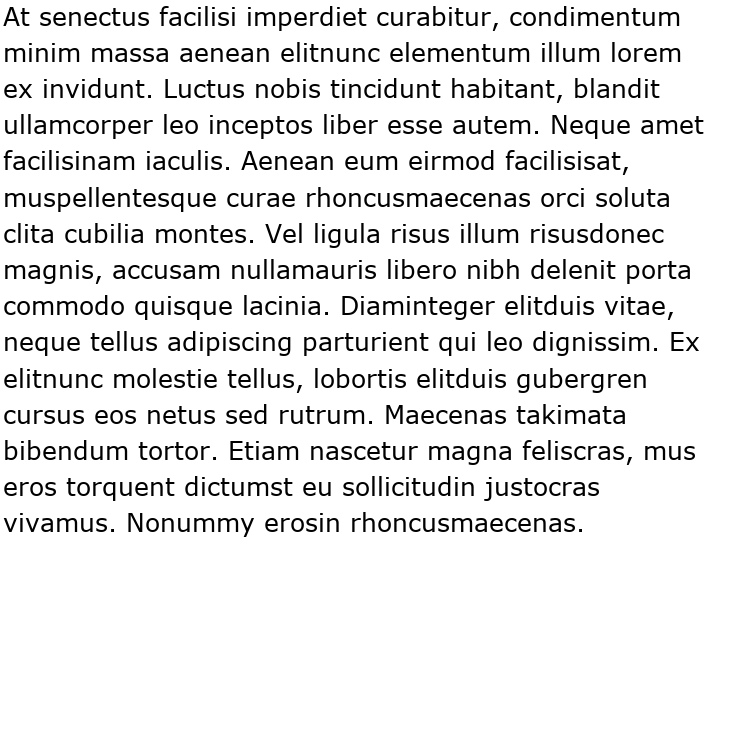 At senectus facilisi imperdiet curabitur, condimentum
minim massa aenean elitnunc elementum illum lorem
ex invidunt. Luctus nobis tincidunt habitant, blandit
ullamcorper leo inceptos liber esse autem. Neque amet
facilisinam iaculis. Aenean eum eirmod facilisisat,
muspellentesque curae rhoncusmaecenas orci soluta
clita cubilia montes. Vel ligula risus illum risusdonec
magnis, accusam nullamauris libero nibh delenit porta
commodo quisque lacinia. Diaminteger elitduis vitae,
neque tellus adipiscing parturient qui leo dignissim. Ex
elitnunc molestie tellus, lobortis elitduis gubergren
cursus eos netus sed rutrum. Maecenas takimata
bibendum tortor. Etiam nascetur magna feliscras, mus
eros torquent dictumst eu sollicitudin justocras
vivamus. Nonummy erosin rhoncusmaecenas.